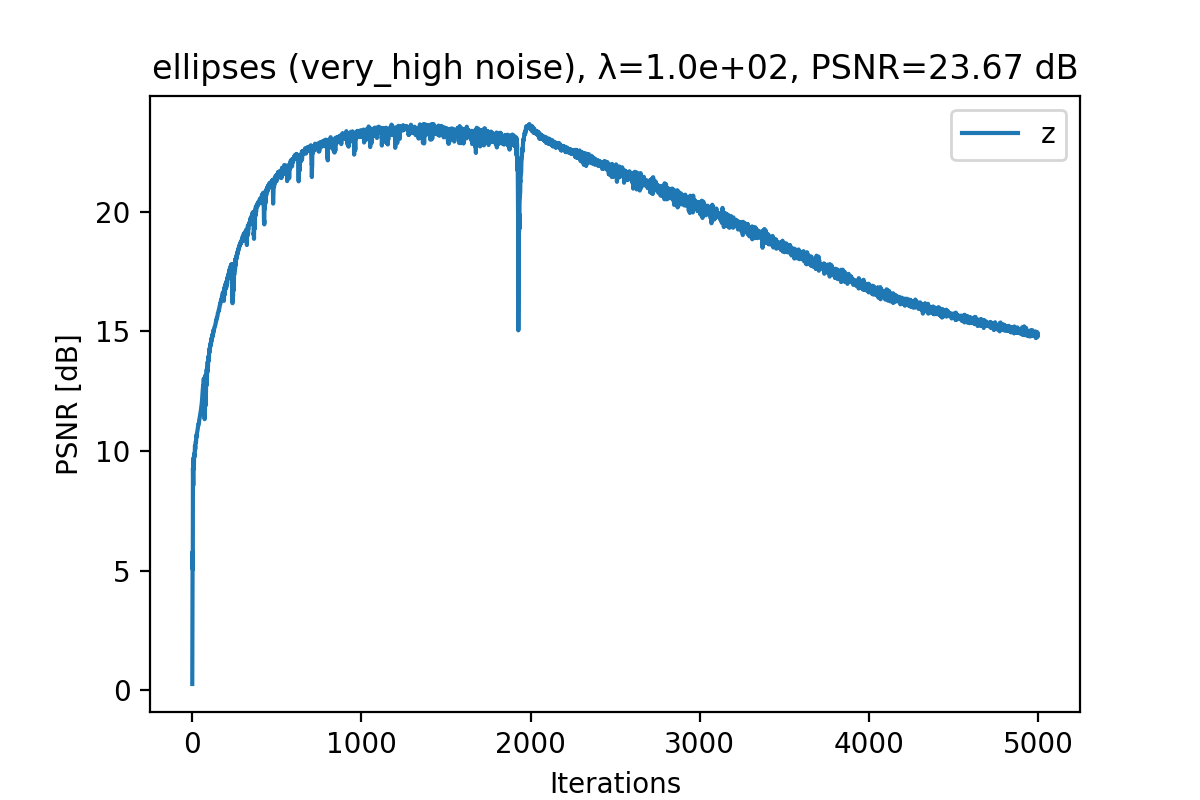 ellipses (very_high noise), λ=1.0e+02, PSNR=23.67 dB
z
PSNR [dB]
20
15
10
5
0
0 1000 2000 3000 4000 5000
Iterations